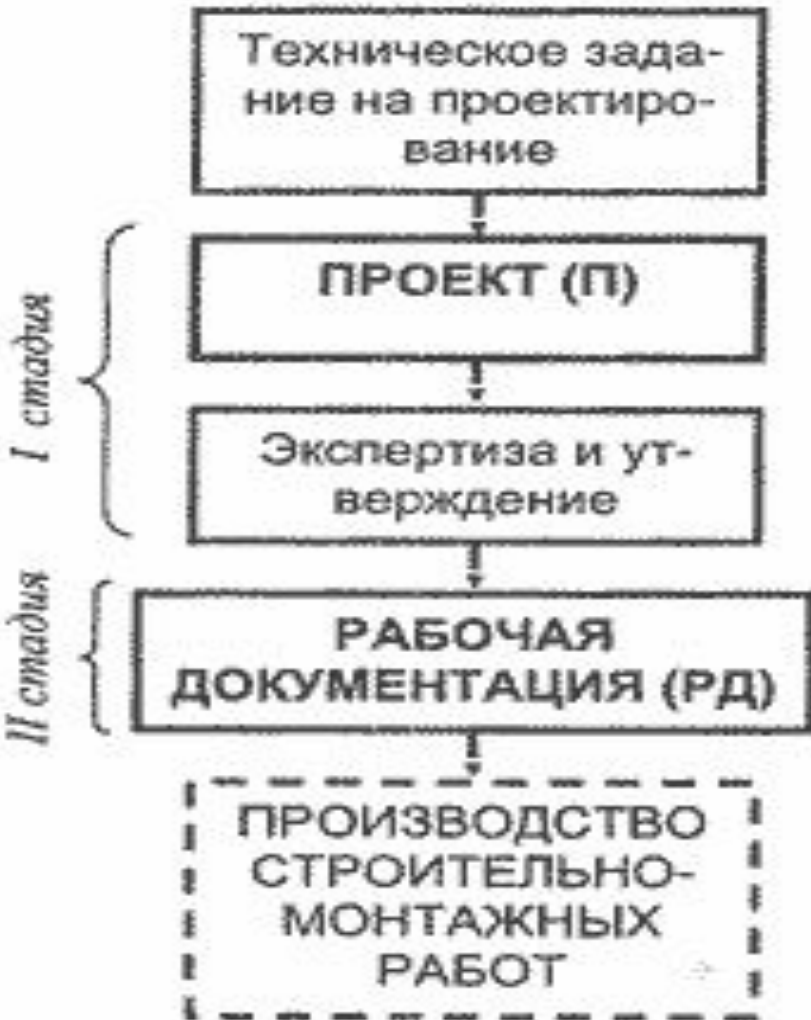 Техническое зада-
ние на проектиро-
вание
I стадия
ПРОЕКТ (П)
Экспертиза и ут-
верждение
II стадия
РАБОЧАЯ
ДОКУМЕНТАЦИЯ (РД)
ПРОИЗВОДСТВО
СТРОИТЕЛЬНО-
МОНТАЖНЫХ
РАБОТ